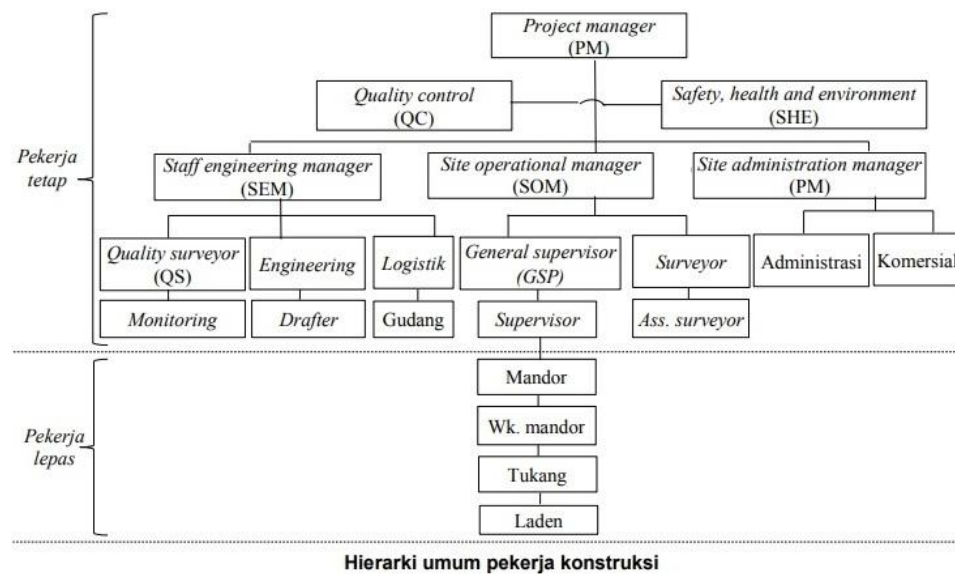 Project manager
(PM)
Quality control
(QC)
Safety, health and environment
(SHE)
Pekerja
tetap
Staff engineering manager
(SEM)
Site operational manager
(SOM)
Site administration manager
(PM)
Quality surveyor
(QS)
Engineering
Logistik
General supervisor
(GSP)
Surveyor
Administrasi
Komersial
Monitoring
Drafter
Gudang
Supervisor
Ass. surveyor
Pekerja
lepas
Mandor
Wk. mandor
Tukang
Laden
Hierarki umum pekerja konstruksi